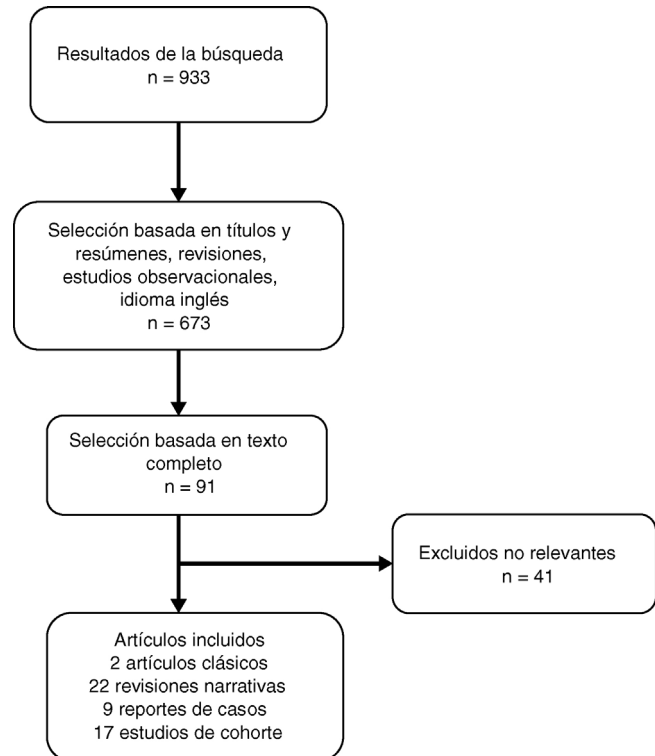 Resultados de la búsqueda
n = 933
Selección basada en títulos y
resúmenes, revisiones,
estudios observacionales,
idioma inglés
n = 673
Selección basada en texto
completo
n = 91
Excluidos no relevantes
n = 41
Artículos incluidos
2 artículos clásicos
22 revisiones narrativas
9 reportes de casos
17 estudios de cohorte